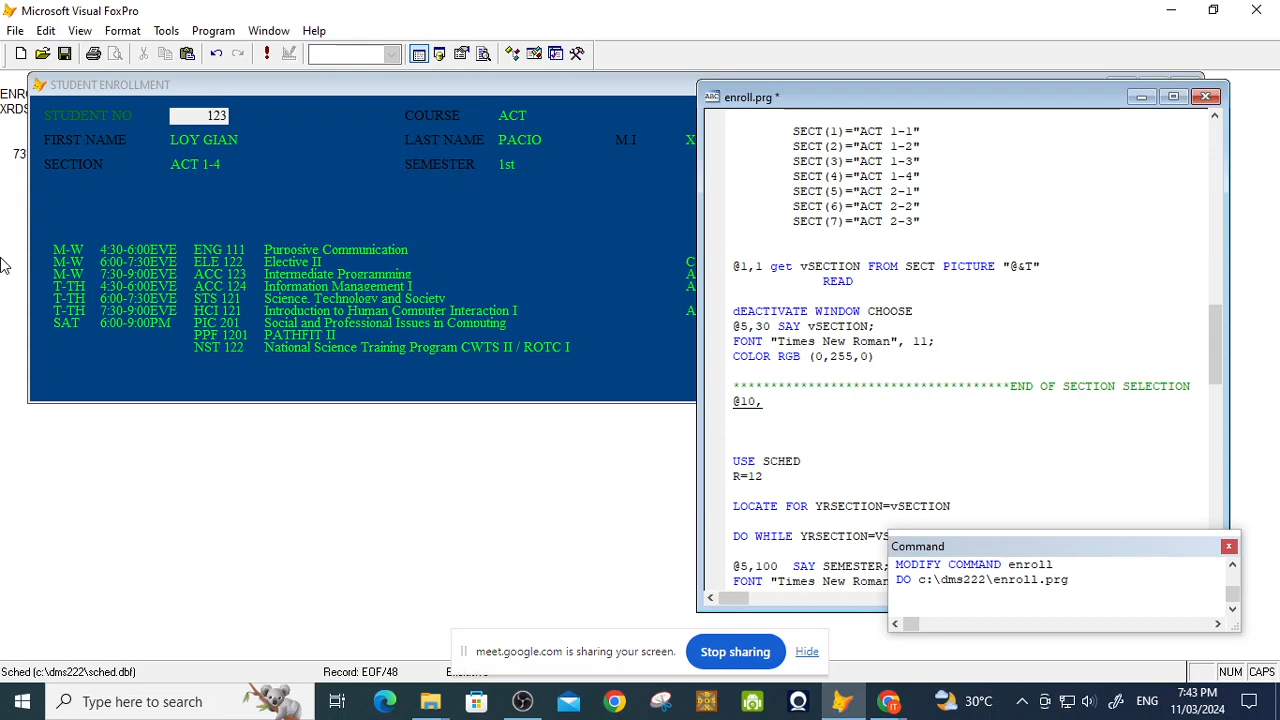 Microsoft Visual FoxPro
File Edit View Format Tools Program Window Help
ENR
XRDS
73
STUDENT ENROLLMENT
STUDENT NO 123 COURSE ACT
FIRST NAME LOY GIAN LAST NAME PACIO M.I X
SECTION ACT 1-4 SEMESTER 1st
M-W 4:30-6:00EVE ENG 111 Purposive Communication
M-W 6:00-7:30EVE ELE 122 Elective II C
M-W 7:30-9:00EVE ACC 123 Intermediate Programming A
T-TH 4:30-6:00EVE ACC 124 Information Management I A
T-TH 6:00-7:30EVE STS 121 Science, Technology and Society
T-TH 7:30-9:00EVE HCI 121 Introduction to Human Computer Interaction I A
SAT 6:00-9:00PM PIC 201 Social and Professional Issues in Computing
PPF 1201 PATHFIT II
NST 122 National Science Training Program CWTS II / ROTC I
enroll.prg *
SECT(1)="ACT 1-1"
SECT(2)="ACT 1-2"
SECT(3)="ACT 1-3"
SECT(4)="ACT 1-4"
SECT(5)="ACT 2-1"
SECT(6)="ACT 2-2"
SECT(7)="ACT 2-3"
@1,1 get vSECTION FROM SECT PICTURE "@&T"
READ
dEACTIVATE WINDOW CHOOSE
@5,30 SAY vSECTION;
FONT "Times New Roman", 11;
COLOR RGB (0,255,0)
*************************************END OF SECTION SELECTION
@10,
USE SCHED
R=12
LOCATE FOR YRSECTION=vSECTION
DO WHILE YRSECTION=VS
@5,100 SAY SEMESTER;
FONT "Times New Roman
Command
MODIFY COMMAND enroll
DO c:\dms222\enroll.prg
meet.google.com is sharing your screen. Stop sharing Hide
Sched (c:\dms222\sched.dbf) Record: EOF/48 Exclusive NUM CAPS
Type here to search
30°C
ENG
7:43 PM
11/03/2024